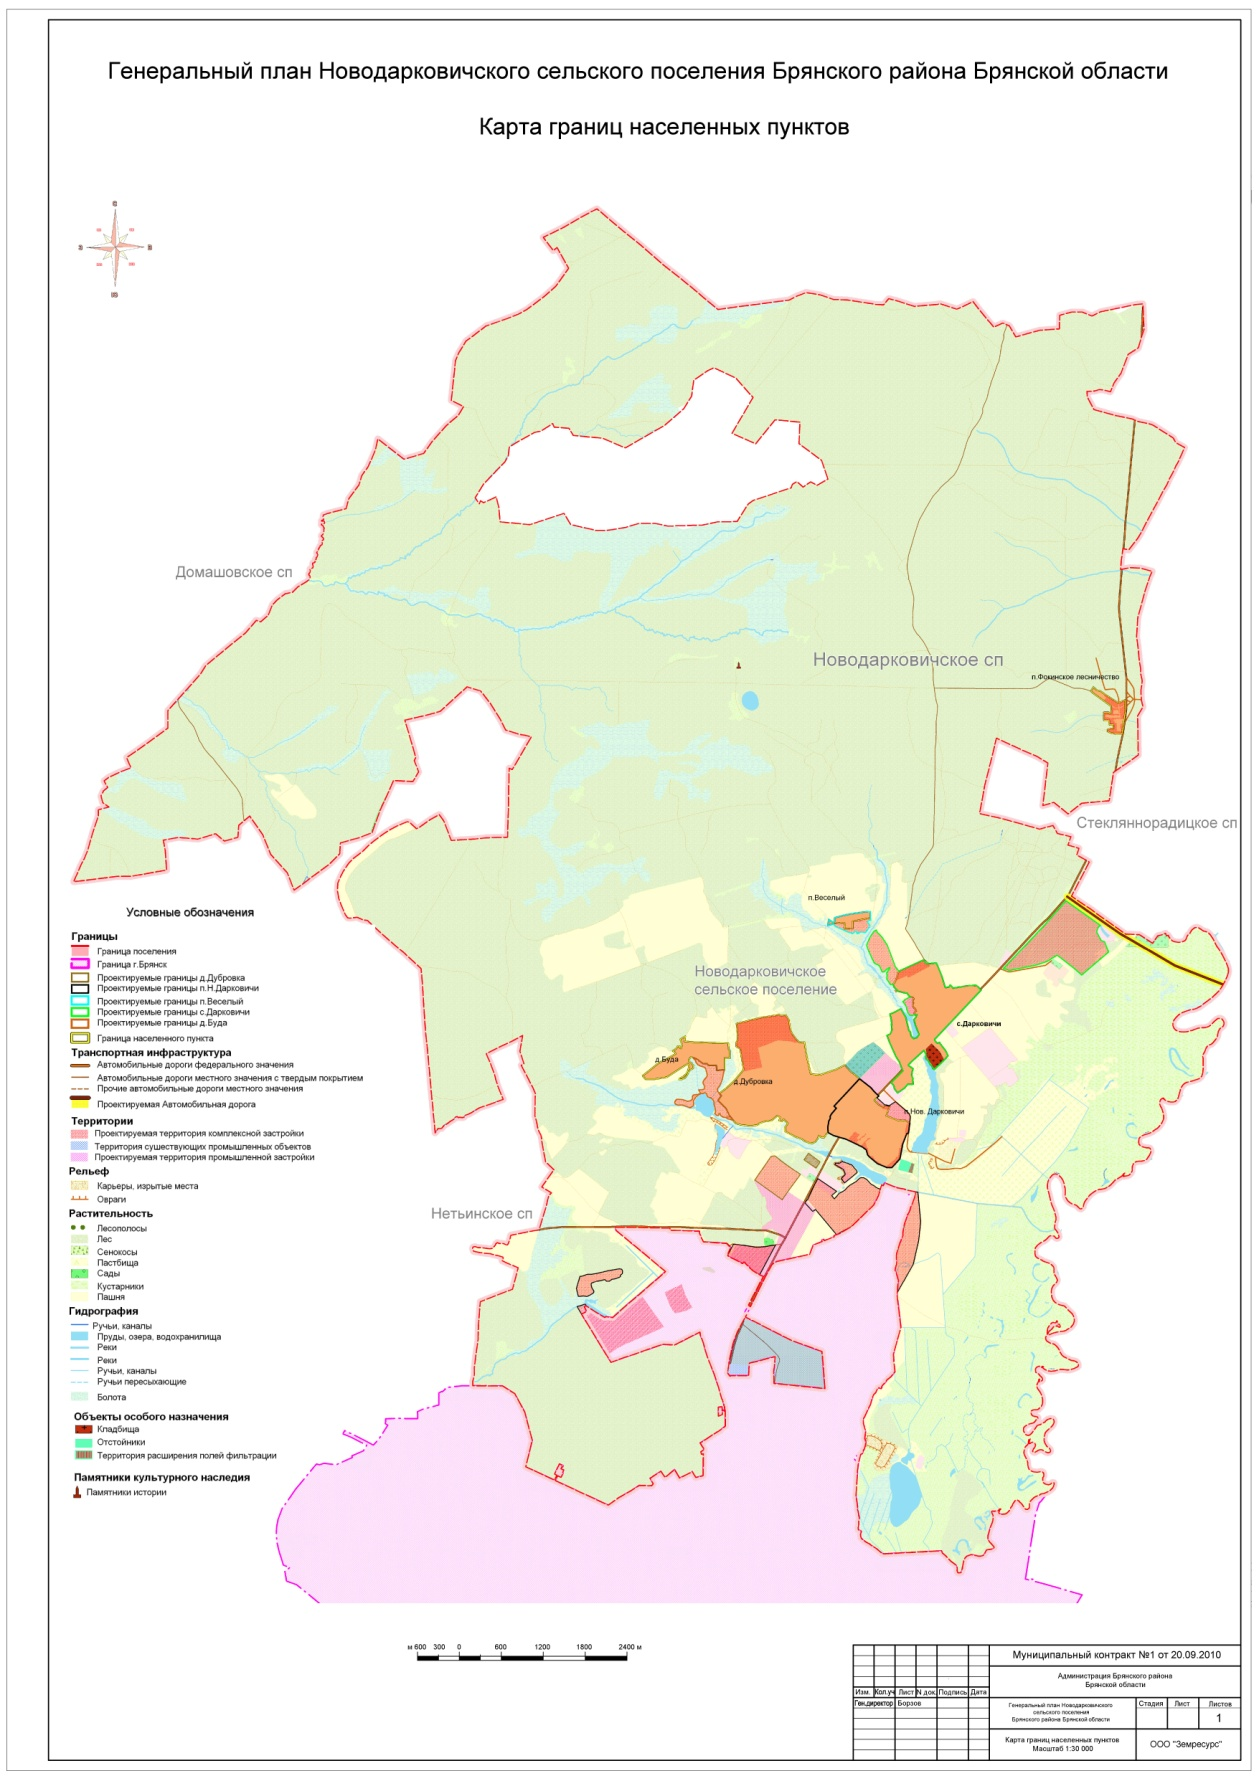 Генеральный план Новодарковичского сельского поселения Брянского района Брянской области
Карта границ населенных пунктов
С
З
В
Ю
Домашовское сп
Новодарковичское сп
п.Фокинское лесничество
Стекляннорадицкое сп
п.Веселый
Новодарковичское
сельское поселение
с.Дарковичи
д.Буда
д.Дубровка
п.Нов. Дарковичи
Нетьинское сп
Условные обозначения
Границы
Граница поселения
Граница г.Брянск
Проектируемые границы д.Дубровка
Проектируемые границы п.Н.Дарковичи
Проектируемые границы п.Веселый
Проектируемые границы с.Дарковичи
Проектируемые границы д.Буда
Граница населенного пункта
Транспортная инфраструктура
Автомобильные дороги федерального значения
Автомобильные дороги местного значения с твердым покрытием
Прочие автомобильные дороги местного значения
Проектируемая Автомобильная дорога
Территории
Проектируемая территория комплексной застройки
Территория существующих промышленных объектов
Проектируемая территория промышленной застройки
Рельеф
Карьеры, изрытые места
Овраги
Растительность
Лесополосы
Лес
Сенокосы
Пастбища
Сады
Кустарники
Пашня
Гидрография
Ручьи, каналы
Пруды, озера, водохранилища
Реки
Реки
Ручьи, каналы
Ручьи пересыхающие
Болота
Объекты особого назначения
Кладбища
Отстойники
Территория расширения полей фильтрации
Памятники культурного наследия
Памятники истории
м 600 300 0 600 1200 1800 2400 м
Муниципальный контракт №1 от 20.09.2010
Администрация Брянского района
Брянской области
Изм. Кол.уч Лист N док. Подпись Дата
Ген.директор Борзов
Генеральный план Новодарковичского
сельского поселения
Брянского района Брянской области
Стадия Лист Листов
1
Карта границ населенных пунктов
Масштаб 1:30 000
ООО "Земресурс"